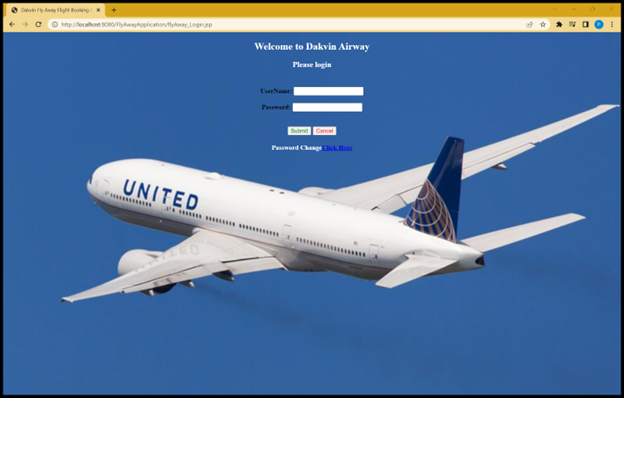 Dakvin Fly Away Flight Booking
http://localhost:8080/FlyAwayApplication/flyAway_Login.jsp
Welcome to Dakvin Airway
Please login
UserName:
Password:
Submit Cancel
Password Change Click Here
UNITED